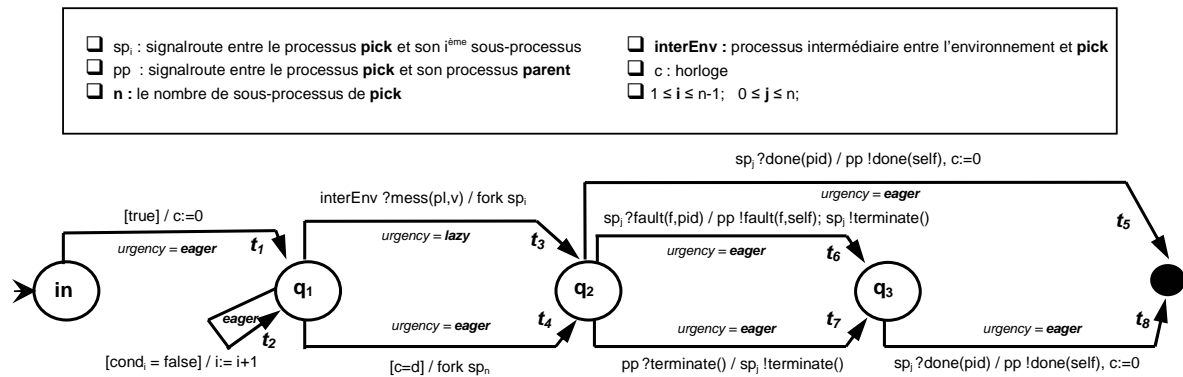 ❑ spᵢ : signalroute entre le processus pick et son iᵉ̀ᵐᵉ sous-processus
❑ pp : signalroute entre le processus pick et son processus parent
❑ n : le nombre de sous-processus de pick
❑ interEnv : processus intermédiaire entre l'environnement et pick
❑ c : horloge
❑ 1 ≤ i ≤ n-1; 0 ≤ j ≤ n;
spⱼ ?done(pid) / pp !done(self), c:=0
urgency = eager
t₅
interEnv ?mess(pl,v) / fork spᵢ
urgency = lazy
t₃
spⱼ ?fault(f,pid) / pp !fault(f,self); spⱼ !terminate()
urgency = eager
t₆
[true] / c:=0
urgency = eager
t₁
in
q₁
q₂
q₃
eager
t₂
[condᵢ = false] / i:= i+1
urgency = eager
t₄
[c=d] / fork spₙ
urgency = eager
t₇
pp ?terminate() / spⱼ !terminate()
urgency = eager
t₈
spⱼ ?done(pid) / pp !done(self), c:=0